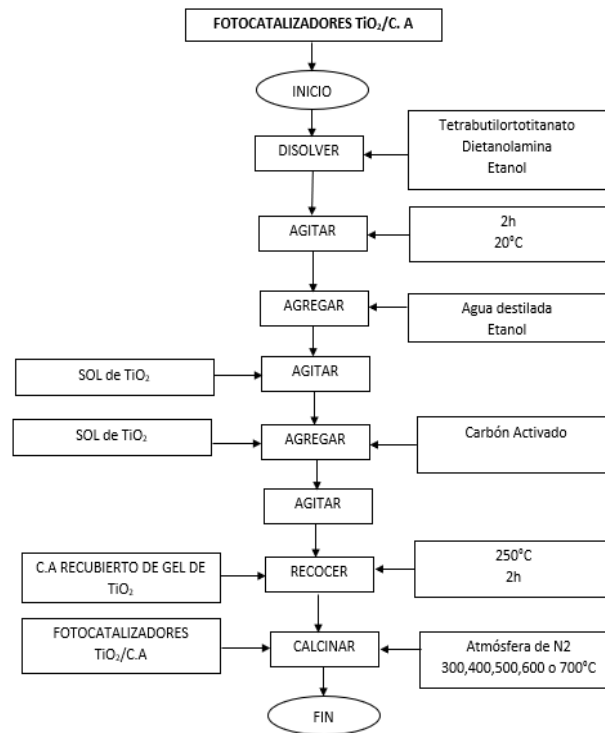 FOTOCATALIZADORES TiO₂/C. A
INICIO
DISOLVER
Tetrabutilortotitanato
Dietanolamina
Etanol
AGITAR
2h
20°C
AGREGAR
Agua destilada
Etanol
SOL de TiO₂
AGITAR
SOL de TiO₂
AGREGAR
Carbón Activado
AGITAR
C.A RECUBIERTO DE GEL DE
TiO₂
RECOCER
250°C
2h
FOTOCATALIZADORES
TiO₂/C.A
CALCINAR
Atmósfera de N2
300,400,500,600 o 700°C
FIN